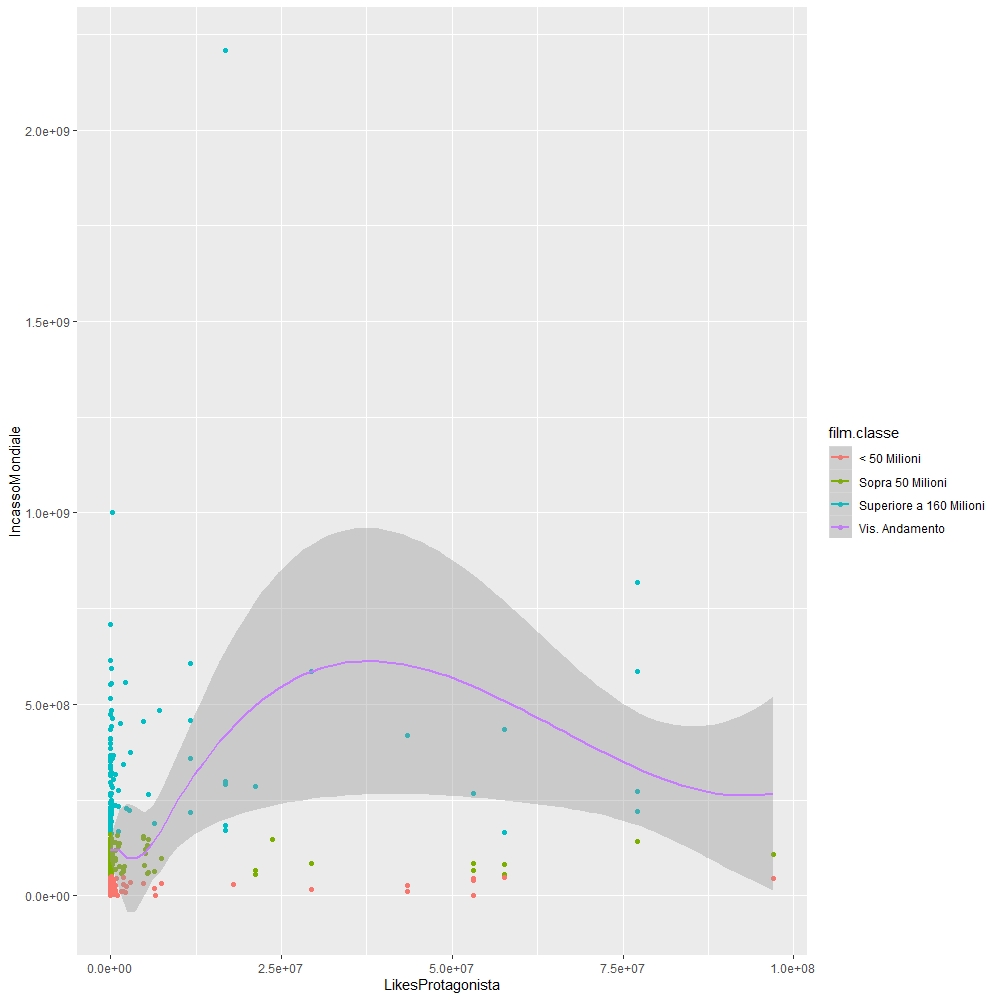 2.0e+09
1.5e+09
1.0e+09
5.0e+08
0.0e+00
IncassoMondiale
0.0e+00 2.5e+07 5.0e+07 7.5e+07 1.0e+08
LikesProtagonista
film.classe
< 50 Milioni
Sopra 50 Milioni
Superiore a 160 Milioni
Vis. Andamento